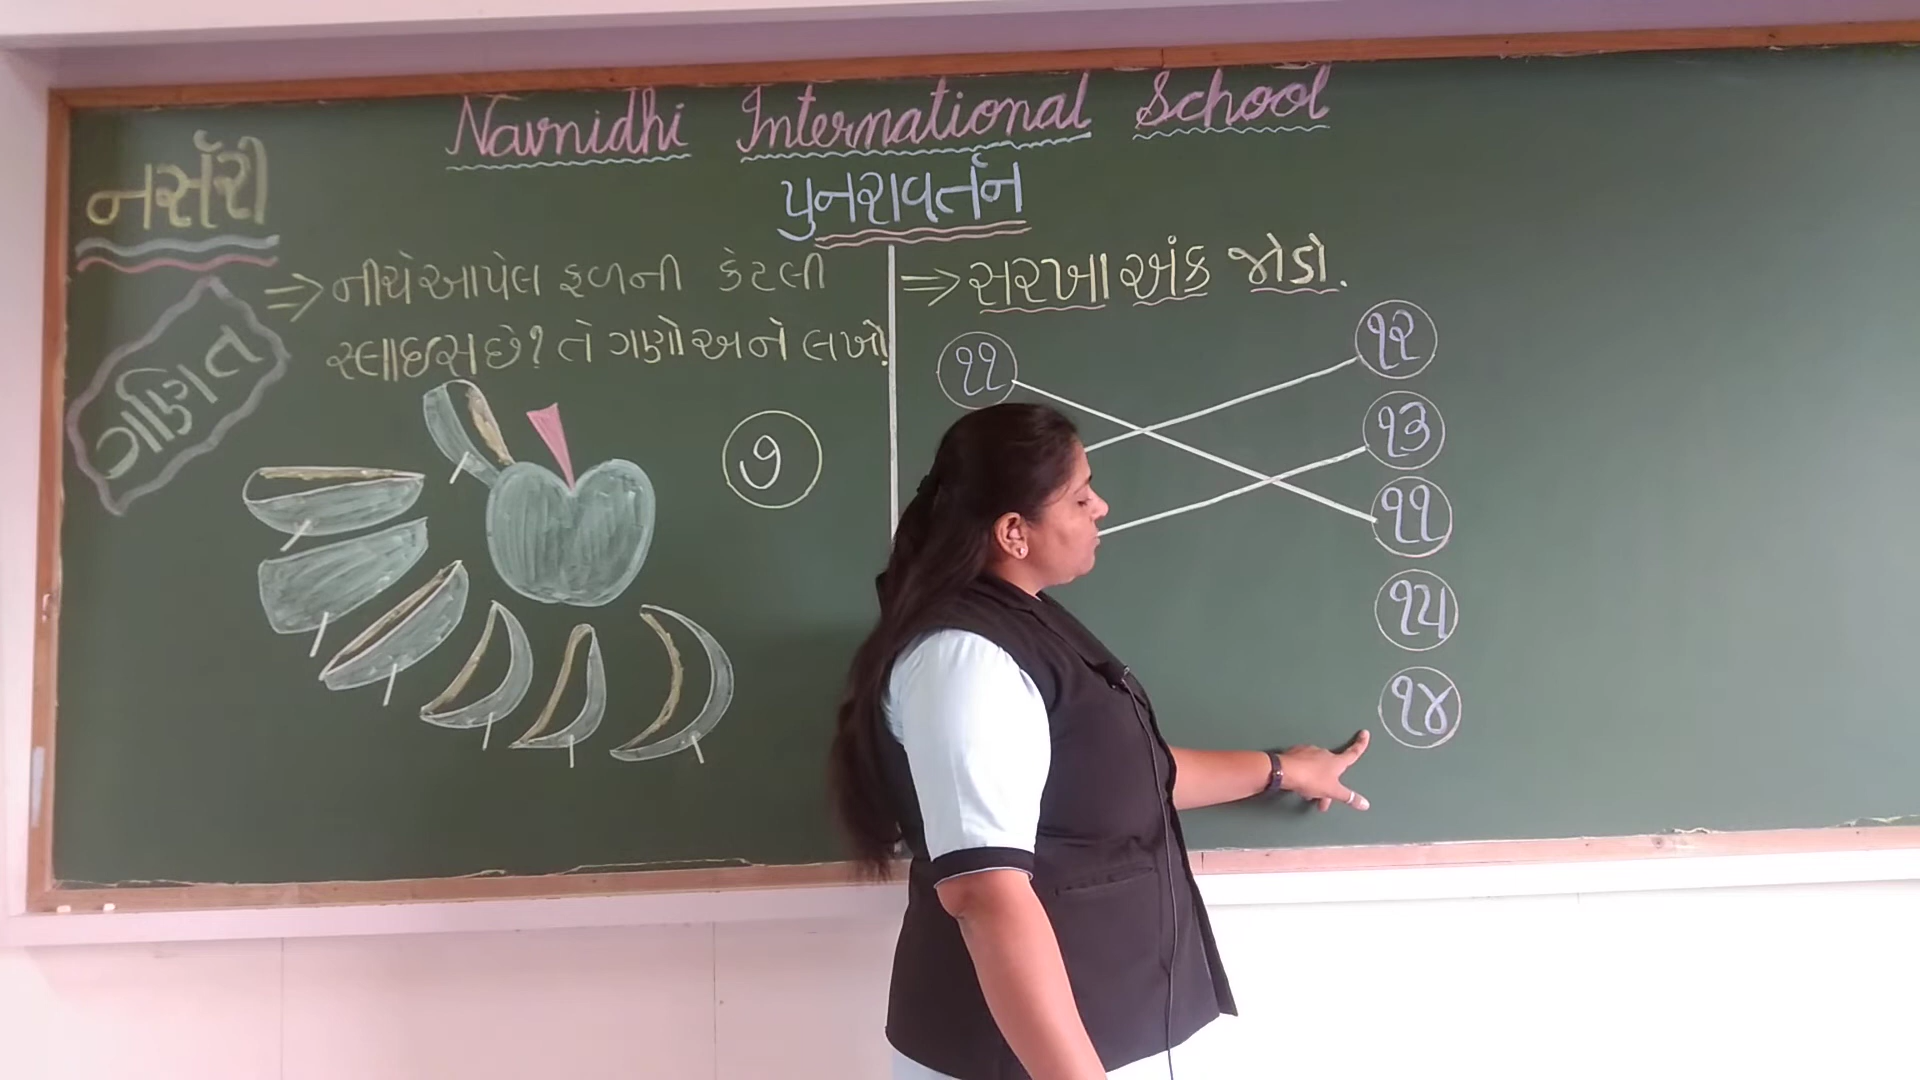 Navnidhi International School
પુનરાવર્તન
નર્સરી
ગણિત
⇒ નીચે આપેલ ફળની કેટલી
સ્લાઇસ છે? તે ગણો અને લખો.
૭
⇒ સરખા અંક જોડો.
૧૧ ૧૨
૧૩
૧૧
૧૫
૧૪